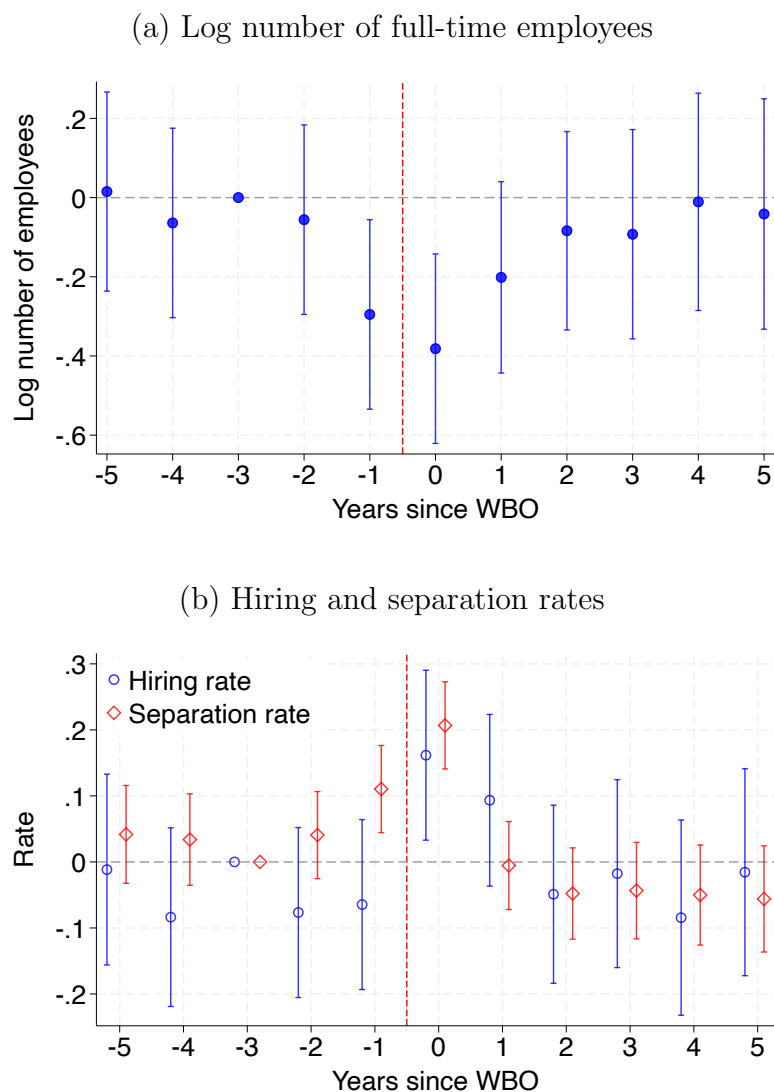 (a) Log number of full-time employees
Log number of employees
.2
0
-.2
-.4
-.6
-5 -4 -3 -2 -1 0 1 2 3 4 5
Years since WBO
(b) Hiring and separation rates
Rate
Hiring rate
Separation rate
.3
.2
.1
0
-.1
-.2
-5 -4 -3 -2 -1 0 1 2 3 4 5
Years since WBO